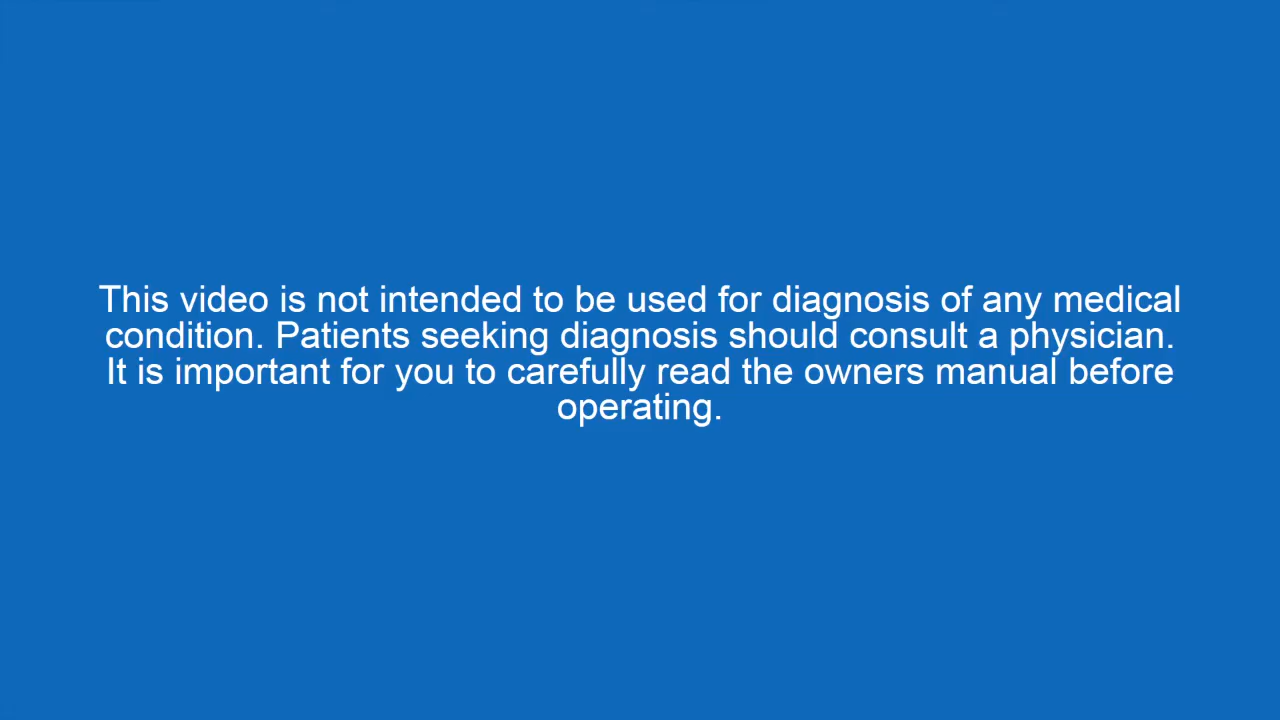 This video is not intended to be used for diagnosis of any medical
condition. Patients seeking diagnosis should consult a physician.
It is important for you to carefully read the owners manual before
operating.